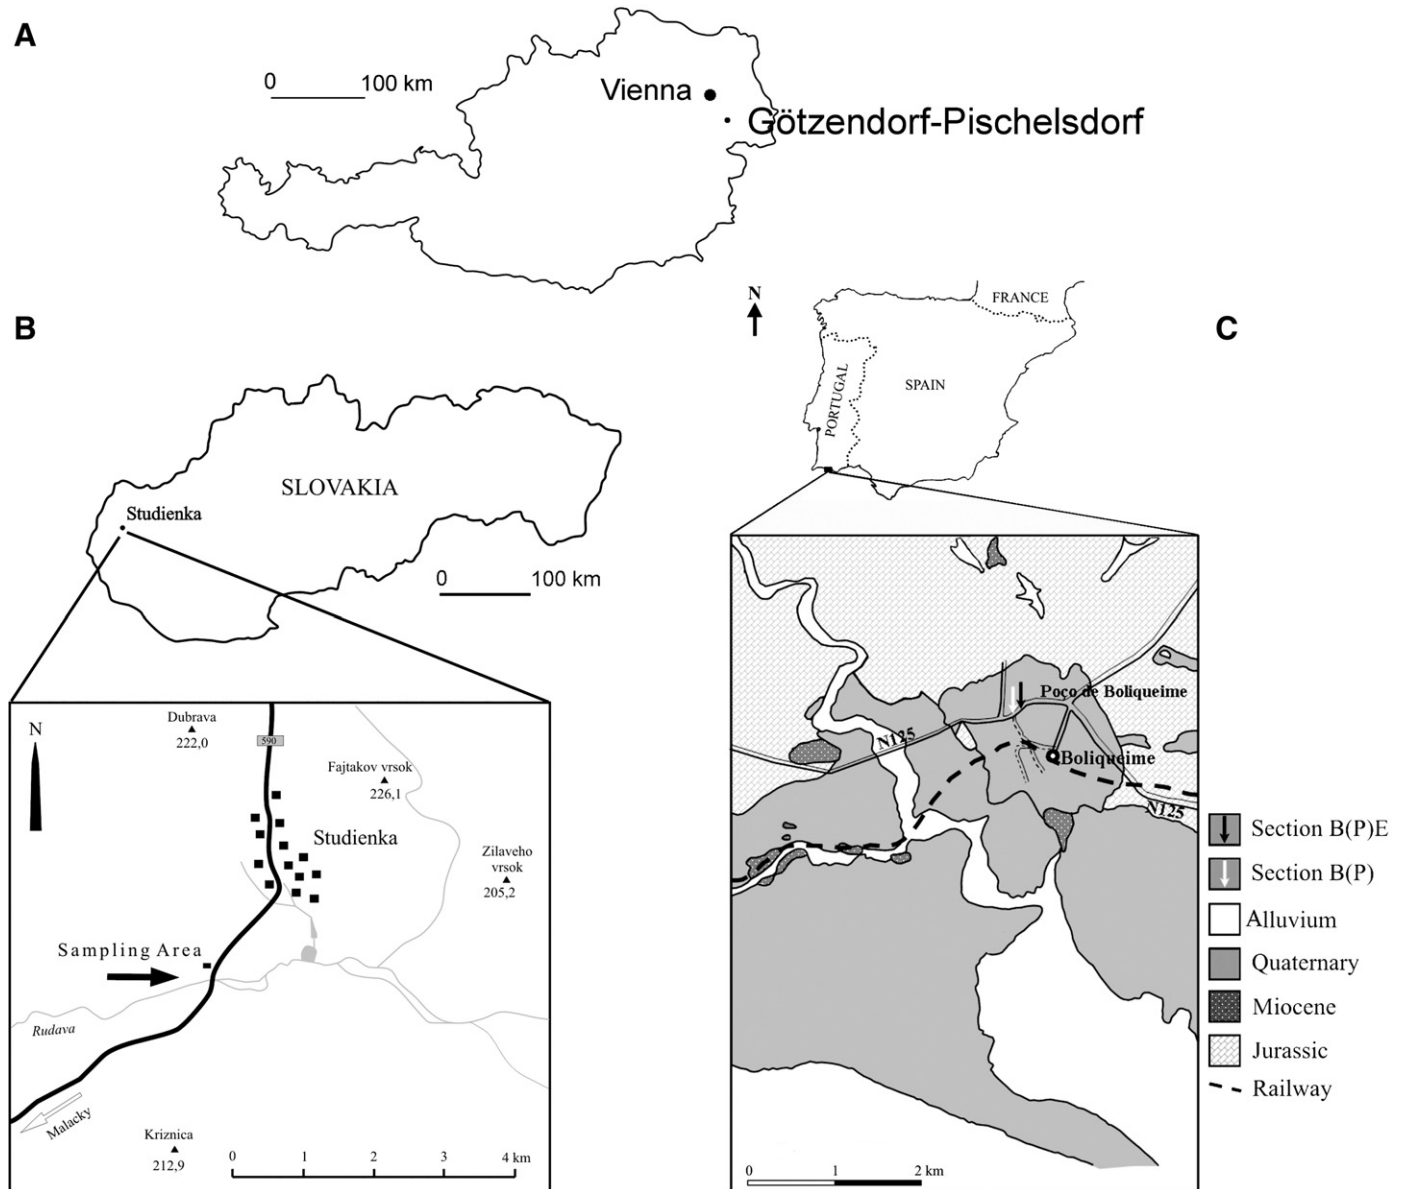 A
0 100 km
Vienna
Götzendorf-Pischelsdorf
B
SLOVAKIA
Studienka
0 100 km
N
Dubrava
222,0
590
Fajtakov vrsok
226,1
Studienka
Zilaveho
vrsok
205,2
Sampling Area
Rudava
Malacky
Kriznica
212,9
0 1 2 3 4 km
C
N
FRANCE
PORTUGAL
SPAIN
Poço de Boliqueime
N125
Boliqueime
N125
0 1 2 km
Section B(P)E
Section B(P)
Alluvium
Quaternary
Miocene
Jurassic
Railway